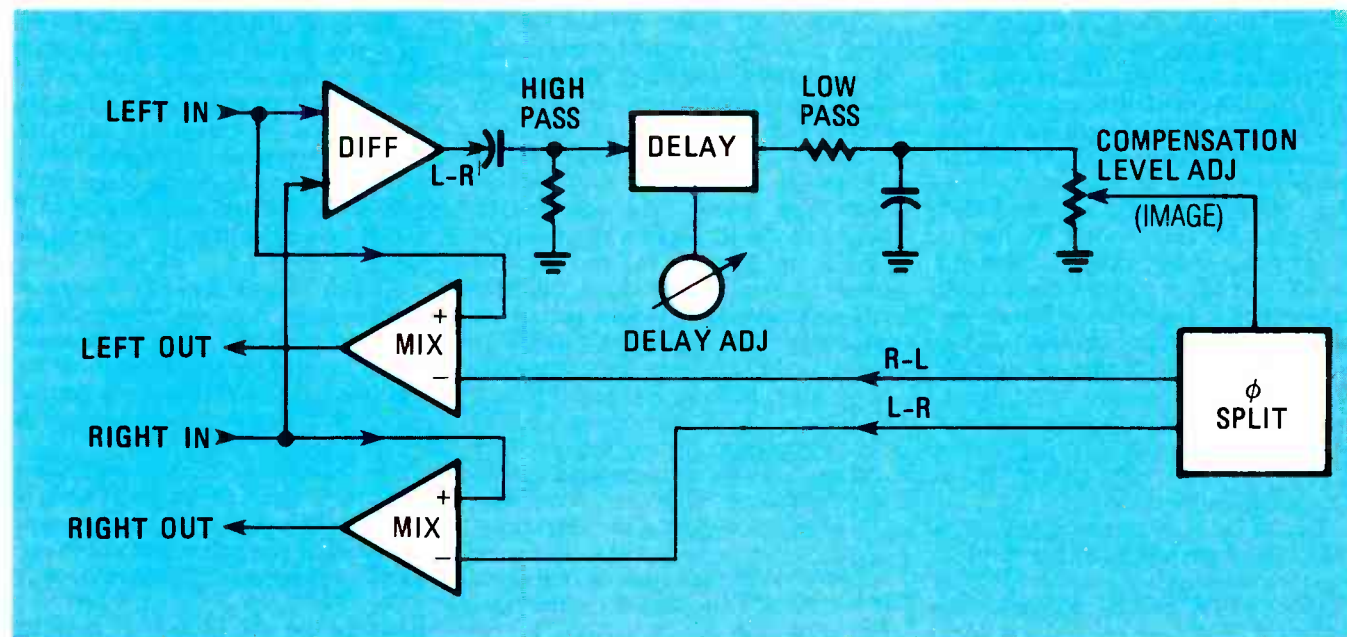 LEFT IN
DIFF
L-R
HIGH
PASS
DELAY
LOW
PASS
COMPENSATION
LEVEL ADJ
(IMAGE)
DELAY ADJ
+
MIX
−
LEFT OUT
R-L
L-R
ϕ
SPLIT
RIGHT IN
+
MIX
−
RIGHT OUT